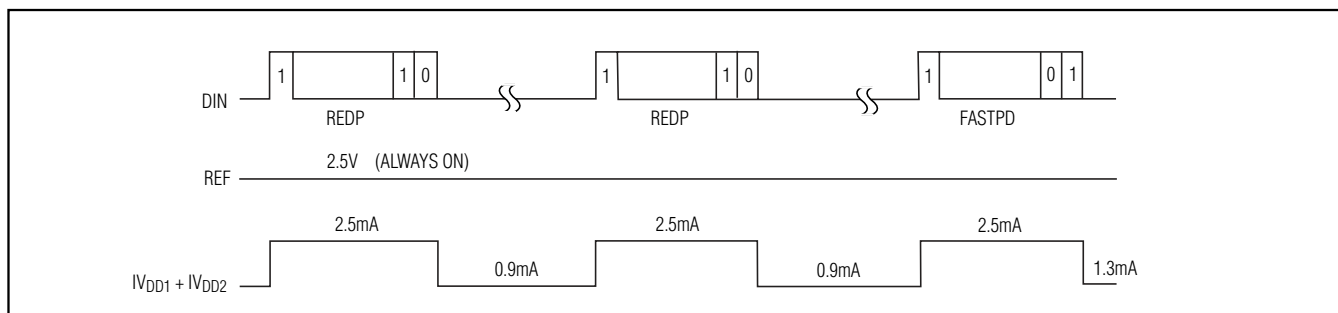 1 1 0 1 1 0 1 0 1
DIN
REDP REDP FASTPD
2.5V (ALWAYS ON)
REF
2.5mA 2.5mA 2.5mA
0.9mA 0.9mA 1.3mA
IVDD1 + IVDD2